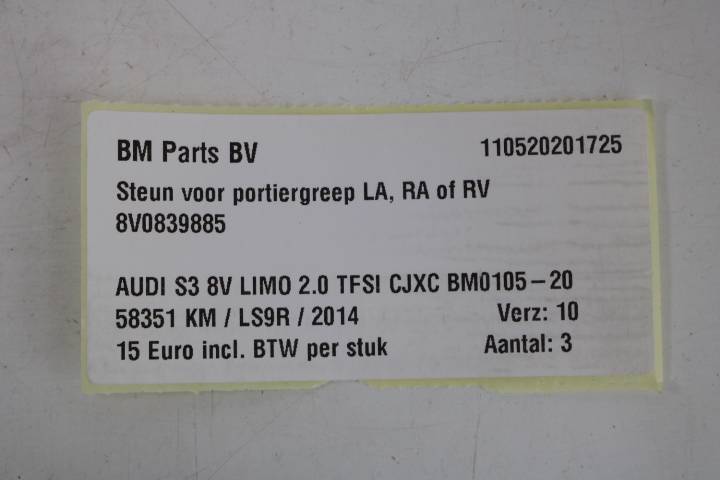 BM Parts BV 110520201725
Steun voor portiergreep LA, RA of RV
8V0839885
AUDI S3 8V LIMO 2.0 TFSI CJXC BM0105-20
58351 KM / LS9R / 2014 Verz: 10
15 Euro incl. BTW per stuk Aantal: 3